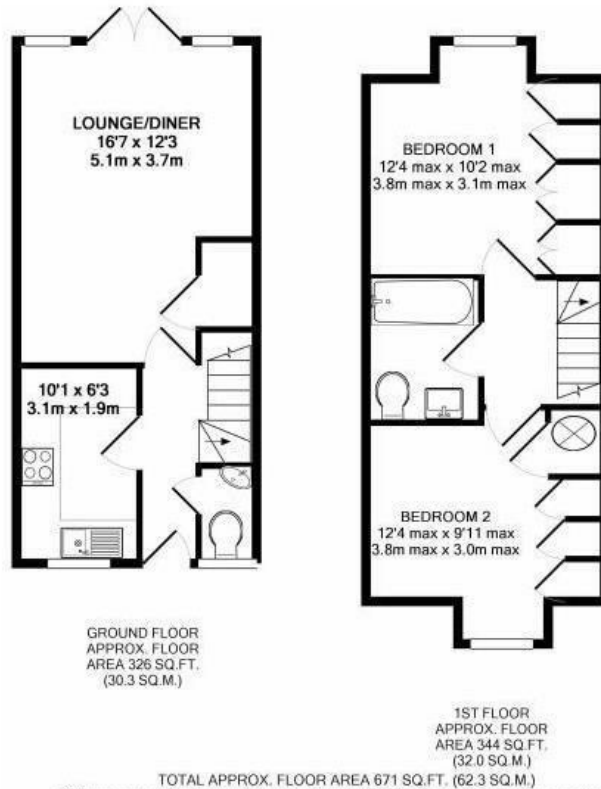 LOUNGE/DINER
16'7 x 12'3
5.1m x 3.7m
10'1 x 6'3
3.1m x 1.9m
GROUND FLOOR
APPROX. FLOOR
AREA 326 SQ.FT.
(30.3 SQ.M.)
BEDROOM 1
12'4 max x 10'2 max
3.8m max x 3.1m max
BEDROOM 2
12'4 max x 9'11 max
3.8m max x 3.0m max
1ST FLOOR
APPROX. FLOOR
AREA 344 SQ.FT.
(32.0 SQ.M.)
TOTAL APPROX. FLOOR AREA 671 SQ.FT. (62.3 SQ.M.)